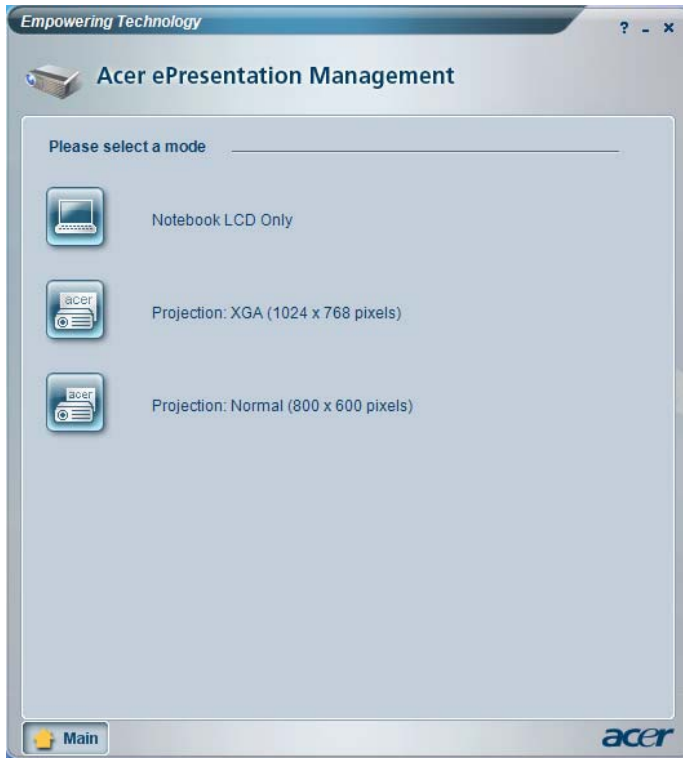 Empowering Technology
? - x
Acer ePresentation Management
Please select a mode
Notebook LCD Only
acer
Projection: XGA (1024 x 768 pixels)
acer
Projection: Normal (800 x 600 pixels)
Main
acer